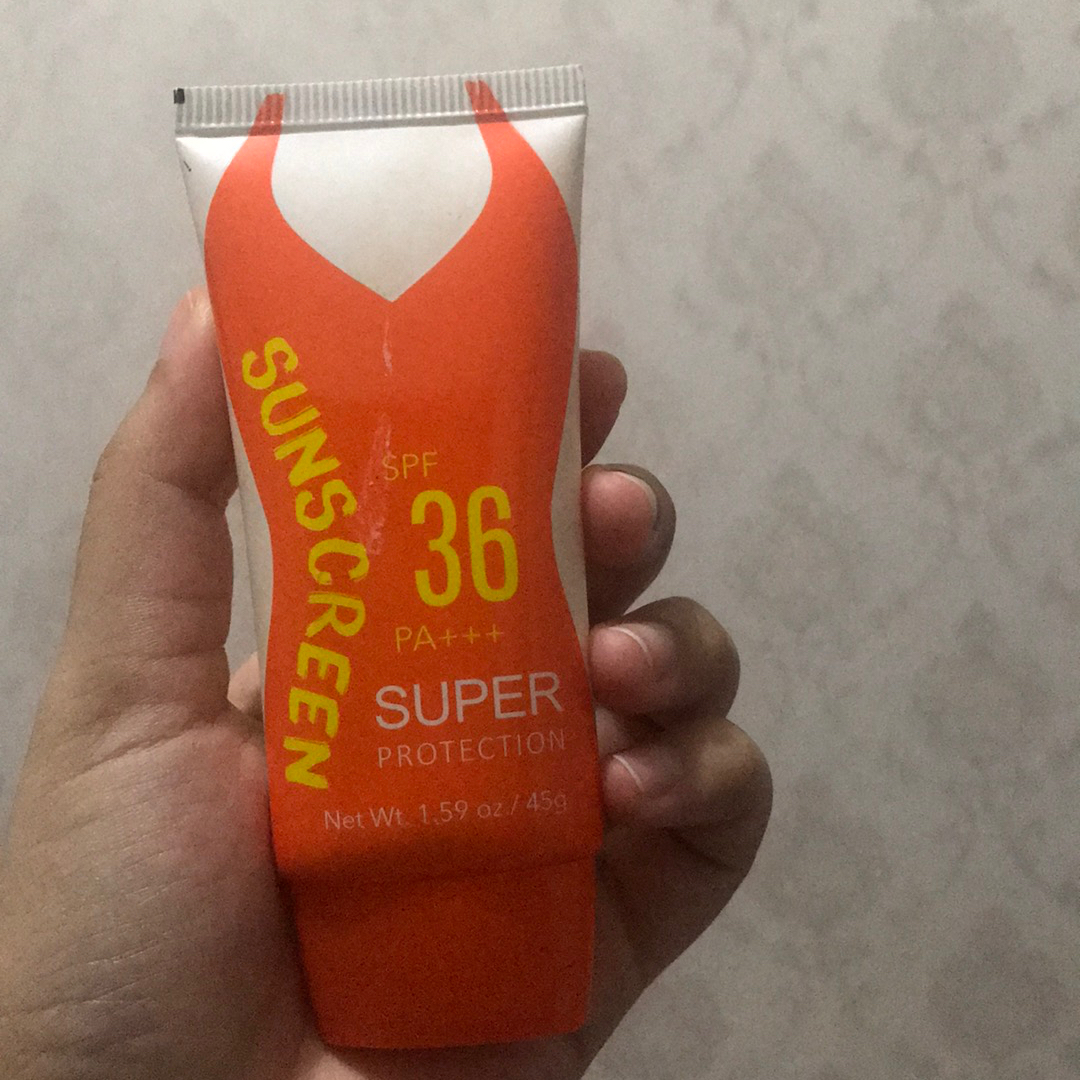 SUNSCREEN
SPF
36
PA+++
SUPER
PROTECTION
Net Wt. 1.59 oz./ 45g